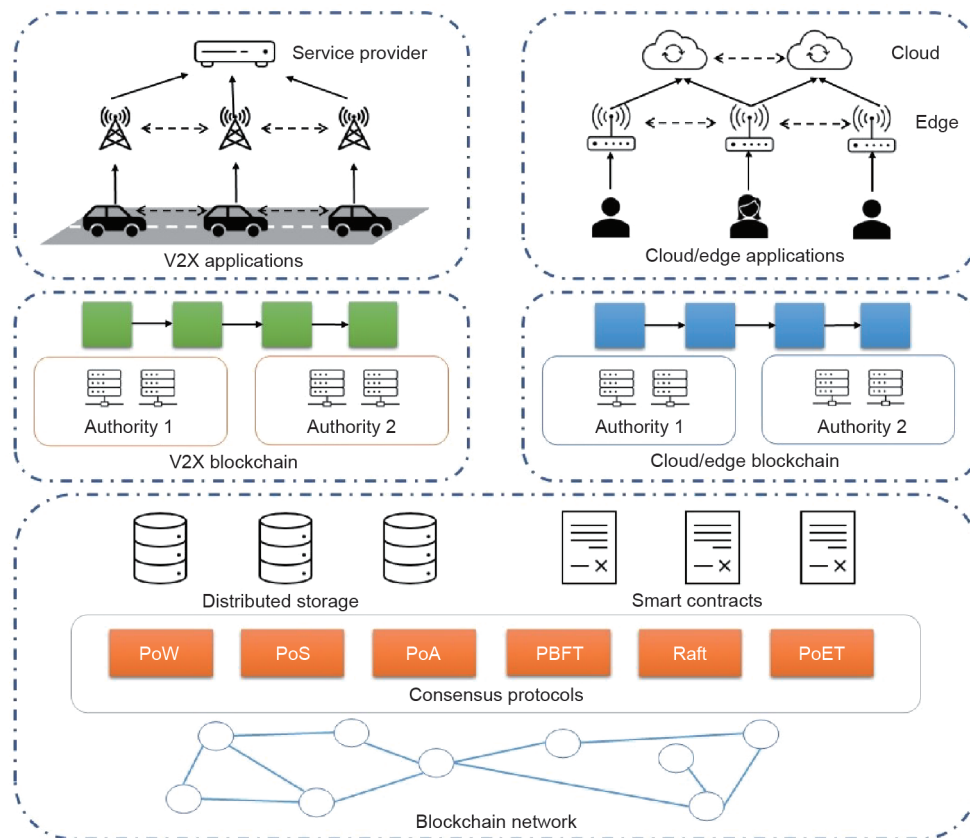 Service provider
V2X applications
Cloud
Edge
Cloud/edge applications
Authority 1
Authority 2
V2X blockchain
Authority 1
Authority 2
Cloud/edge blockchain
Distributed storage
Smart contracts
PoW
PoS
PoA
PBFT
Raft
PoET
Consensus protocols
Blockchain network